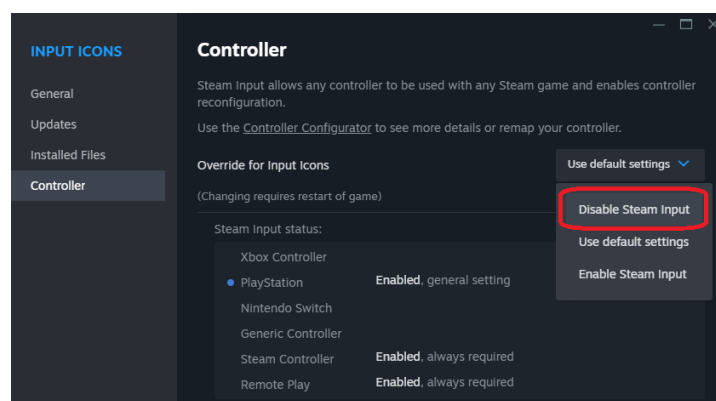 INPUT ICONS
General
Updates
Installed Files
Controller
Controller
Steam Input allows any controller to be used with any Steam game and enables controller
reconfiguration.
Use the Controller Configurator to see more details or remap your controller.
Override for Input Icons
Use default settings
(Changing requires restart of game)
Disable Steam Input
Use default settings
Enable Steam Input
Steam Input status:
Xbox Controller
PlayStation Enabled, general setting
Nintendo Switch
Generic Controller
Steam Controller Enabled, always required
Remote Play Enabled, always required